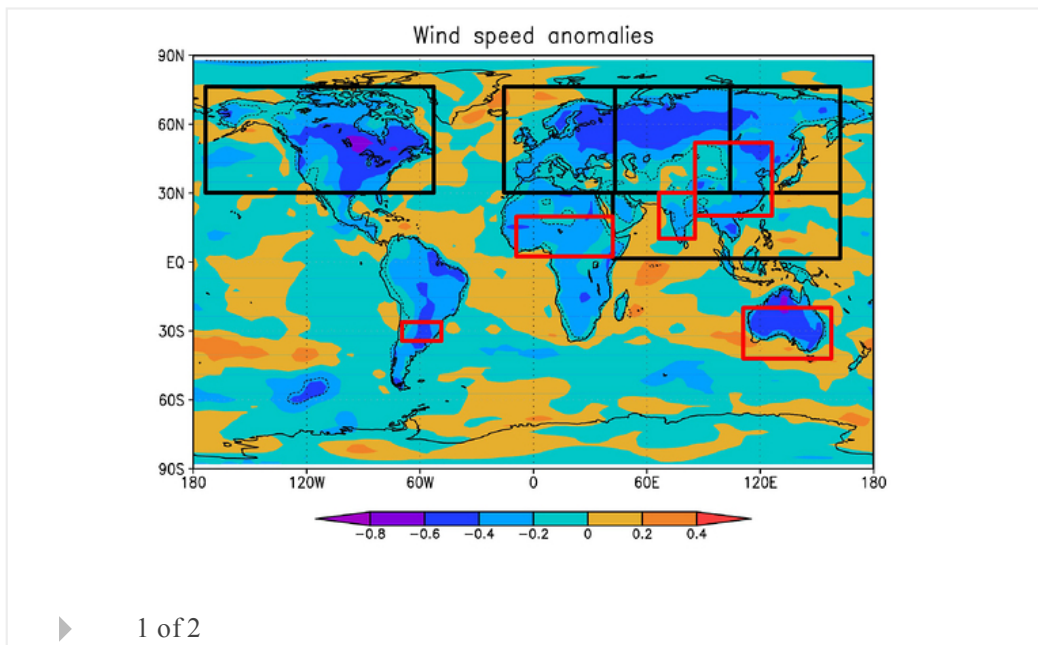 Wind speed anomalies
90N
60N
30N
EQ
30S
60S
90S
180 120W 60W 0 60E 120E 180
-0.8 -0.6 -0.4 -0.2 0 0.2 0.4
1 of 2